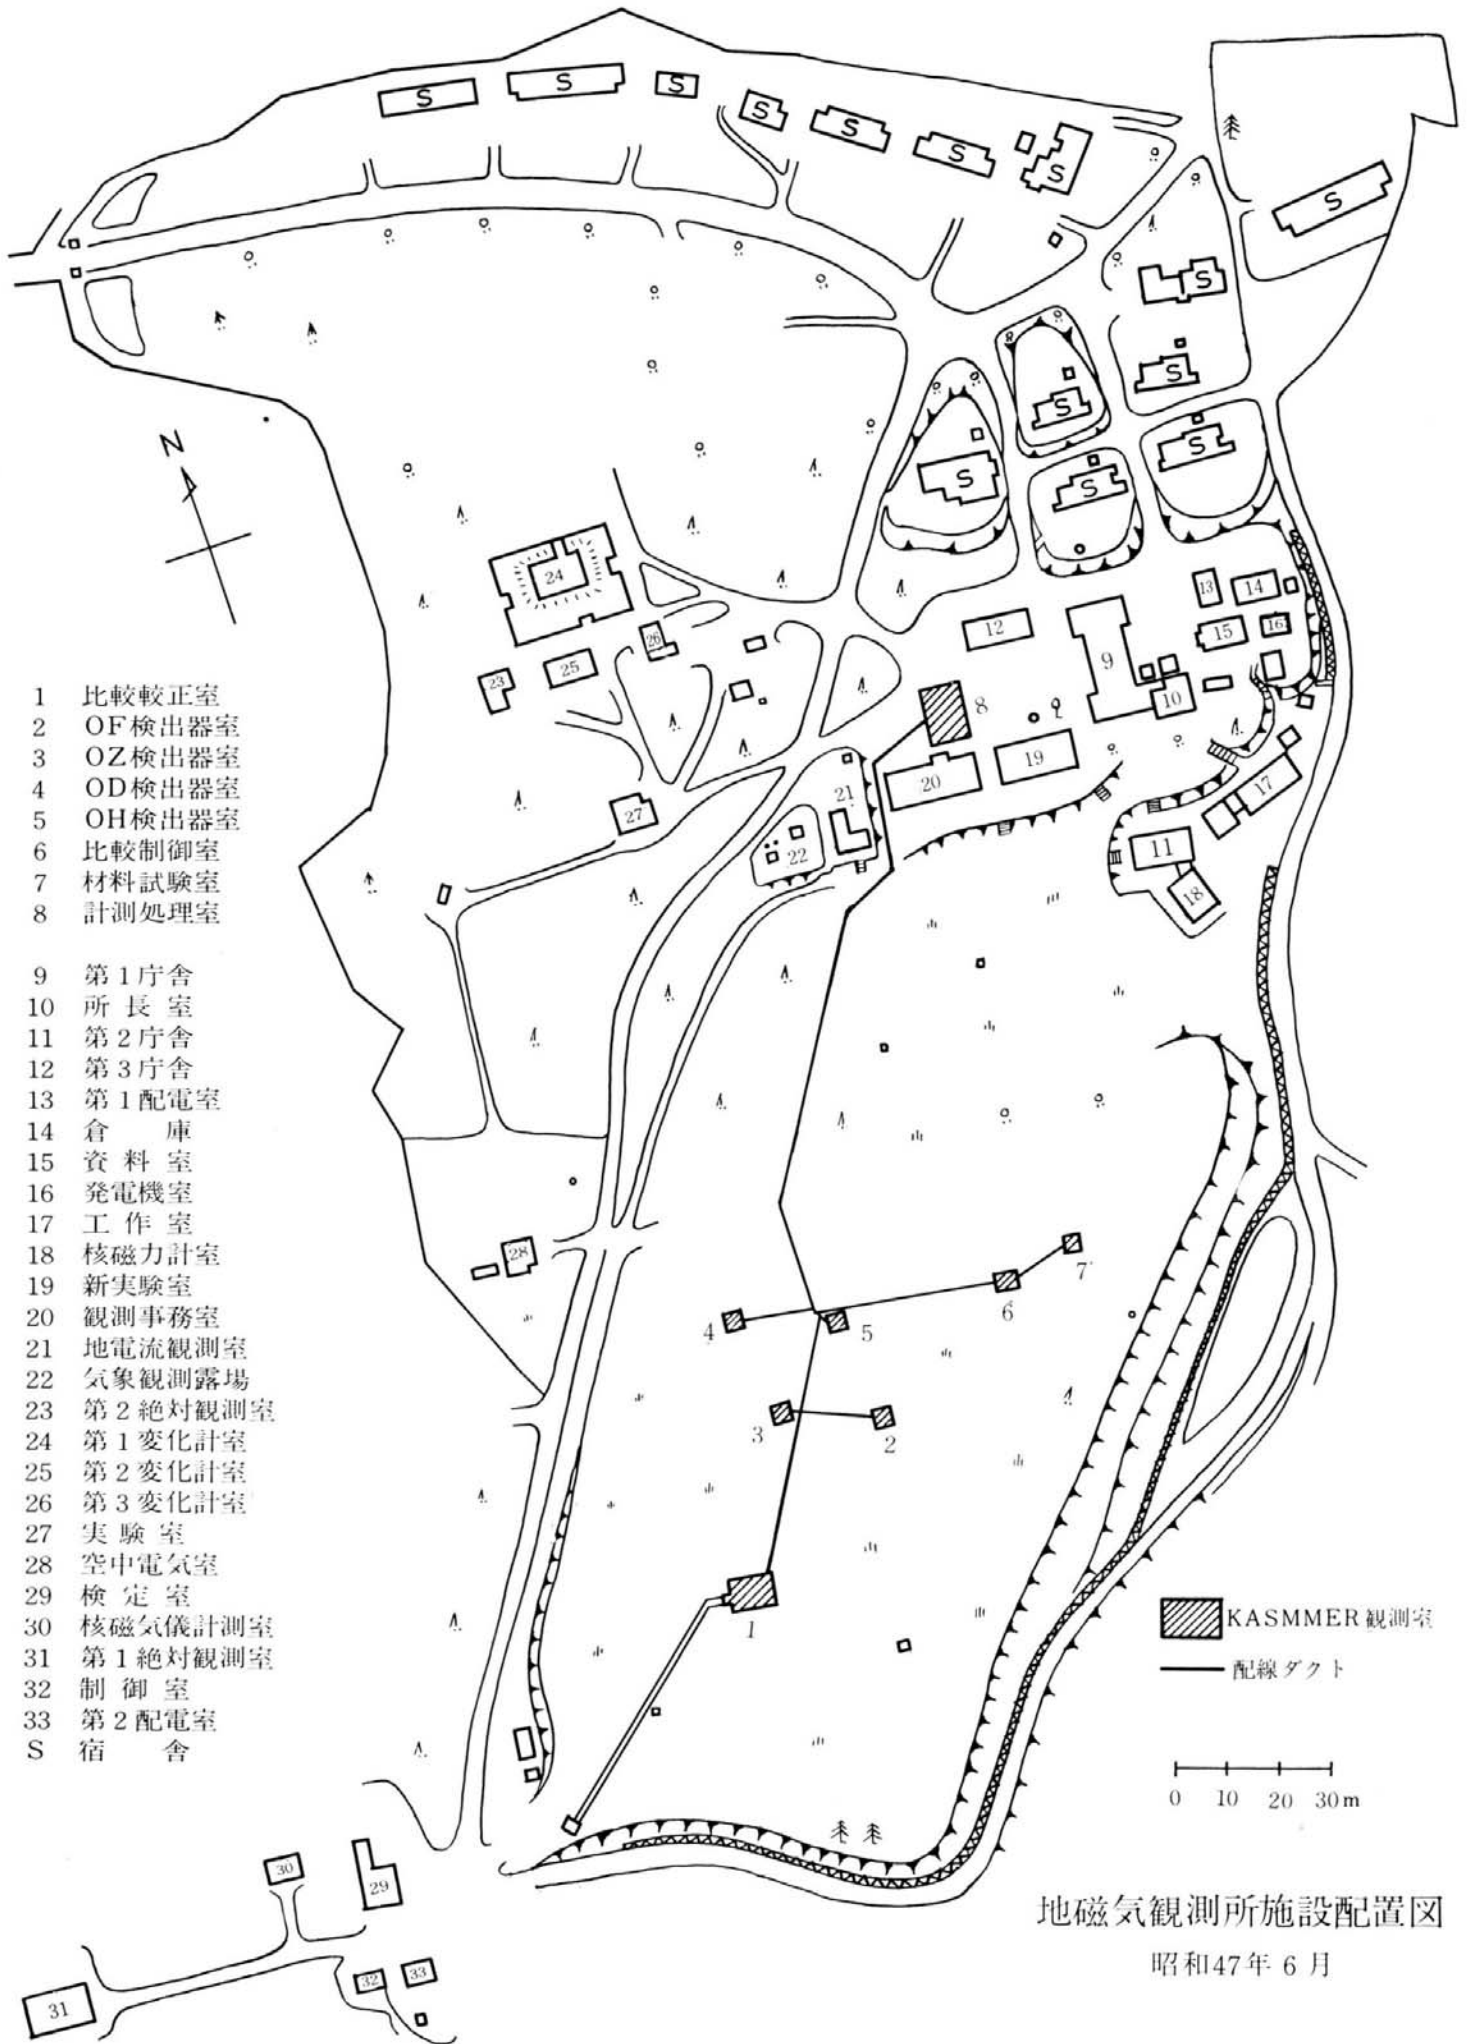 S
S
S
S
S
S
S
S
S
S
S
S
S
S
N
24
26
25
23
27
12
9
13
14
15
16
10
8
19
20
21
22
17
11
18
1 比較較正室
2 OF検出器室
3 OZ検出器室
4 OD検出器室
5 OH検出器室
6 比較制御室
7 材料試験室
8 計測処理室
9 第1庁舎
10 所長室
11 第2庁舎
12 第3庁舎
13 第1配電室
14 倉庫
15 資料室
16 発電機室
17 工作室
18 核磁力計室
19 新実験室
20 観測事務室
21 地電流観測室
22 気象観測露場
23 第2絶対観測室
24 第1変化計室
25 第2変化計室
26 第3変化計室
27 実験室
28 空中電気室
29 検定室
30 核磁気儀計測室
31 第1絶対観測室
32 制御室
33 第2配電室
S 宿舎
28
7
6
4
5
3
2
1
KASMMER観測室
配線ダクト
0 10 20 30m
30
29
31
32
33
地磁気観測所施設配置図
昭和47年6月